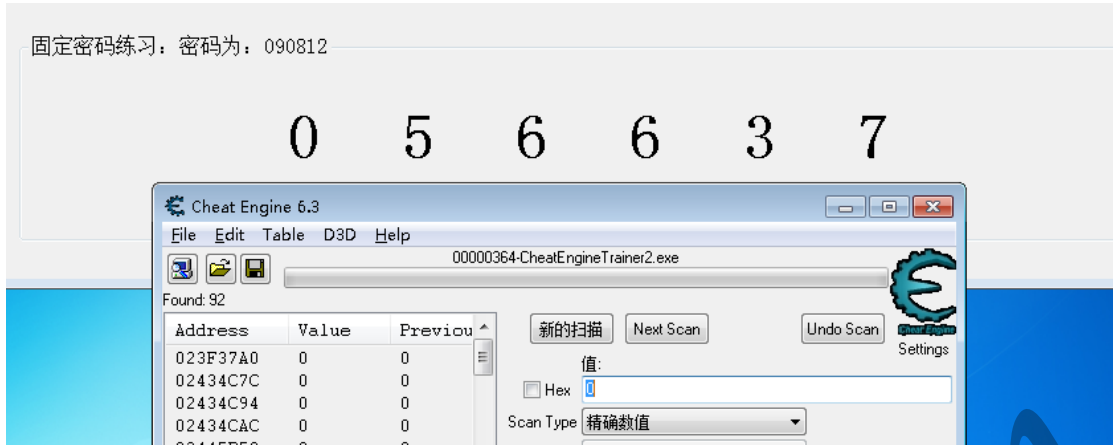 固定密码练习：密码为：090812
0 5 6 6 3 7
Cheat Engine 6.3
File Edit Table D3D Help
00000364-CheatEngineTrainer2.exe
Found: 92
Address Value Previou
新的扫描 Next Scan Undo Scan
Cheat Engine
Settings
值:
023F37A0 0 0
02434C7C 0 0
Hex 0
02434C94 0 0
02434CAC 0 0
Scan Type 精确数值